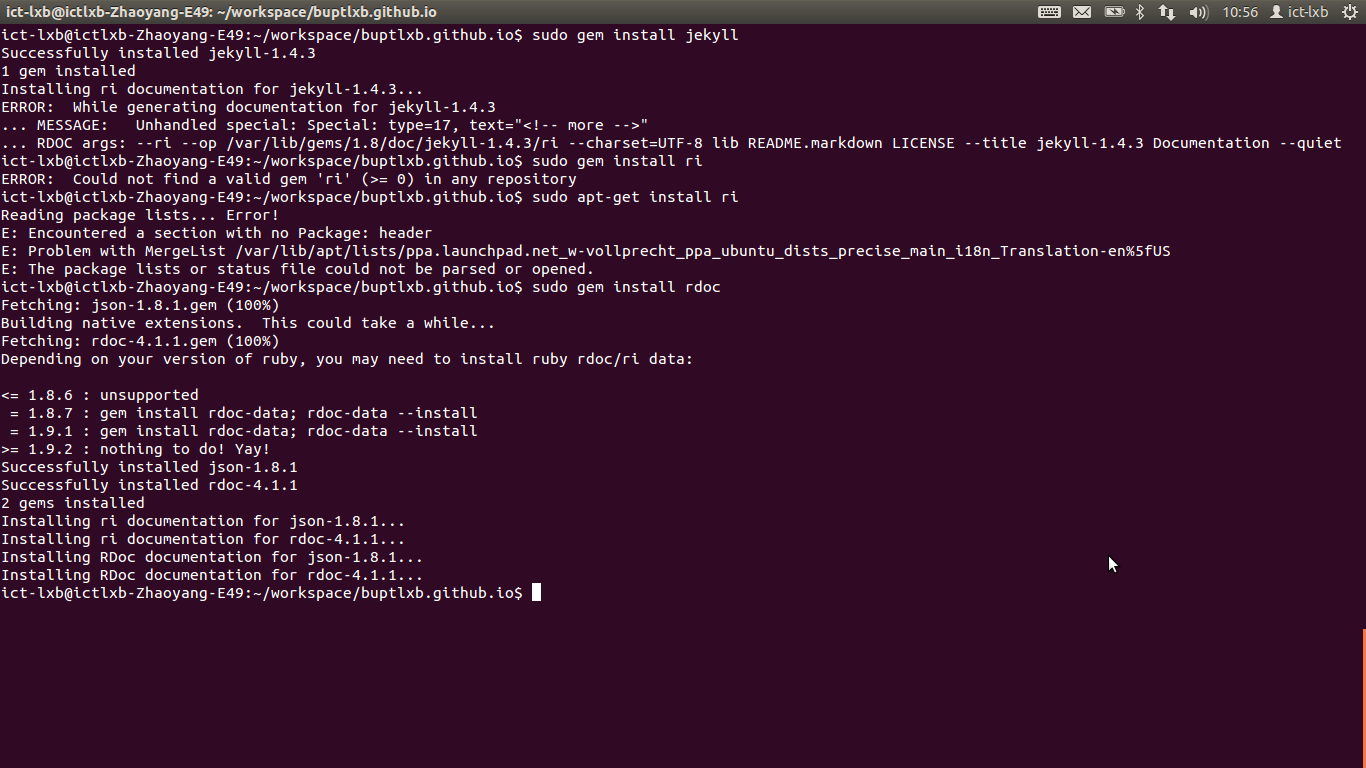 ict-lxb@ictlxb-Zhaoyang-E49: ~/workspace/buptlxb.github.io 10:56 ict-lxb
ict-lxb@ictlxb-Zhaoyang-E49:~/workspace/buptlxb.github.io$ sudo gem install jekyll
Successfully installed jekyll-1.4.3
1 gem installed
Installing ri documentation for jekyll-1.4.3...
ERROR:  While generating documentation for jekyll-1.4.3
... MESSAGE:   Unhandled special: Special: type=17, text="<!-- more -->"
... RDOC args: --ri --op /var/lib/gems/1.8/doc/jekyll-1.4.3/ri --charset=UTF-8 lib README.markdown LICENSE --title jekyll-1.4.3 Documentation --quiet
ict-lxb@ictlxb-Zhaoyang-E49:~/workspace/buptlxb.github.io$ sudo gem install ri
ERROR:  Could not find a valid gem 'ri' (>= 0) in any repository
ict-lxb@ictlxb-Zhaoyang-E49:~/workspace/buptlxb.github.io$ sudo apt-get install ri
Reading package lists... Error!
E: Encountered a section with no Package: header
E: Problem with MergeList /var/lib/apt/lists/ppa.launchpad.net_w-vollprecht_ppa_ubuntu_dists_precise_main_i18n_Translation-en%5fUS
E: The package lists or status file could not be parsed or opened.
ict-lxb@ictlxb-Zhaoyang-E49:~/workspace/buptlxb.github.io$ sudo gem install rdoc
Fetching: json-1.8.1.gem (100%)
Building native extensions.  This could take a while...
Fetching: rdoc-4.1.1.gem (100%)
Depending on your version of ruby, you may need to install ruby rdoc/ri data:

<= 1.8.6 : unsupported
 = 1.8.7 : gem install rdoc-data; rdoc-data --install
 = 1.9.1 : gem install rdoc-data; rdoc-data --install
>= 1.9.2 : nothing to do! Yay!
Successfully installed json-1.8.1
Successfully installed rdoc-4.1.1
2 gems installed
Installing ri documentation for json-1.8.1...
Installing ri documentation for rdoc-4.1.1...
Installing RDoc documentation for json-1.8.1...
Installing RDoc documentation for rdoc-4.1.1...
ict-lxb@ictlxb-Zhaoyang-E49:~/workspace/buptlxb.github.io$